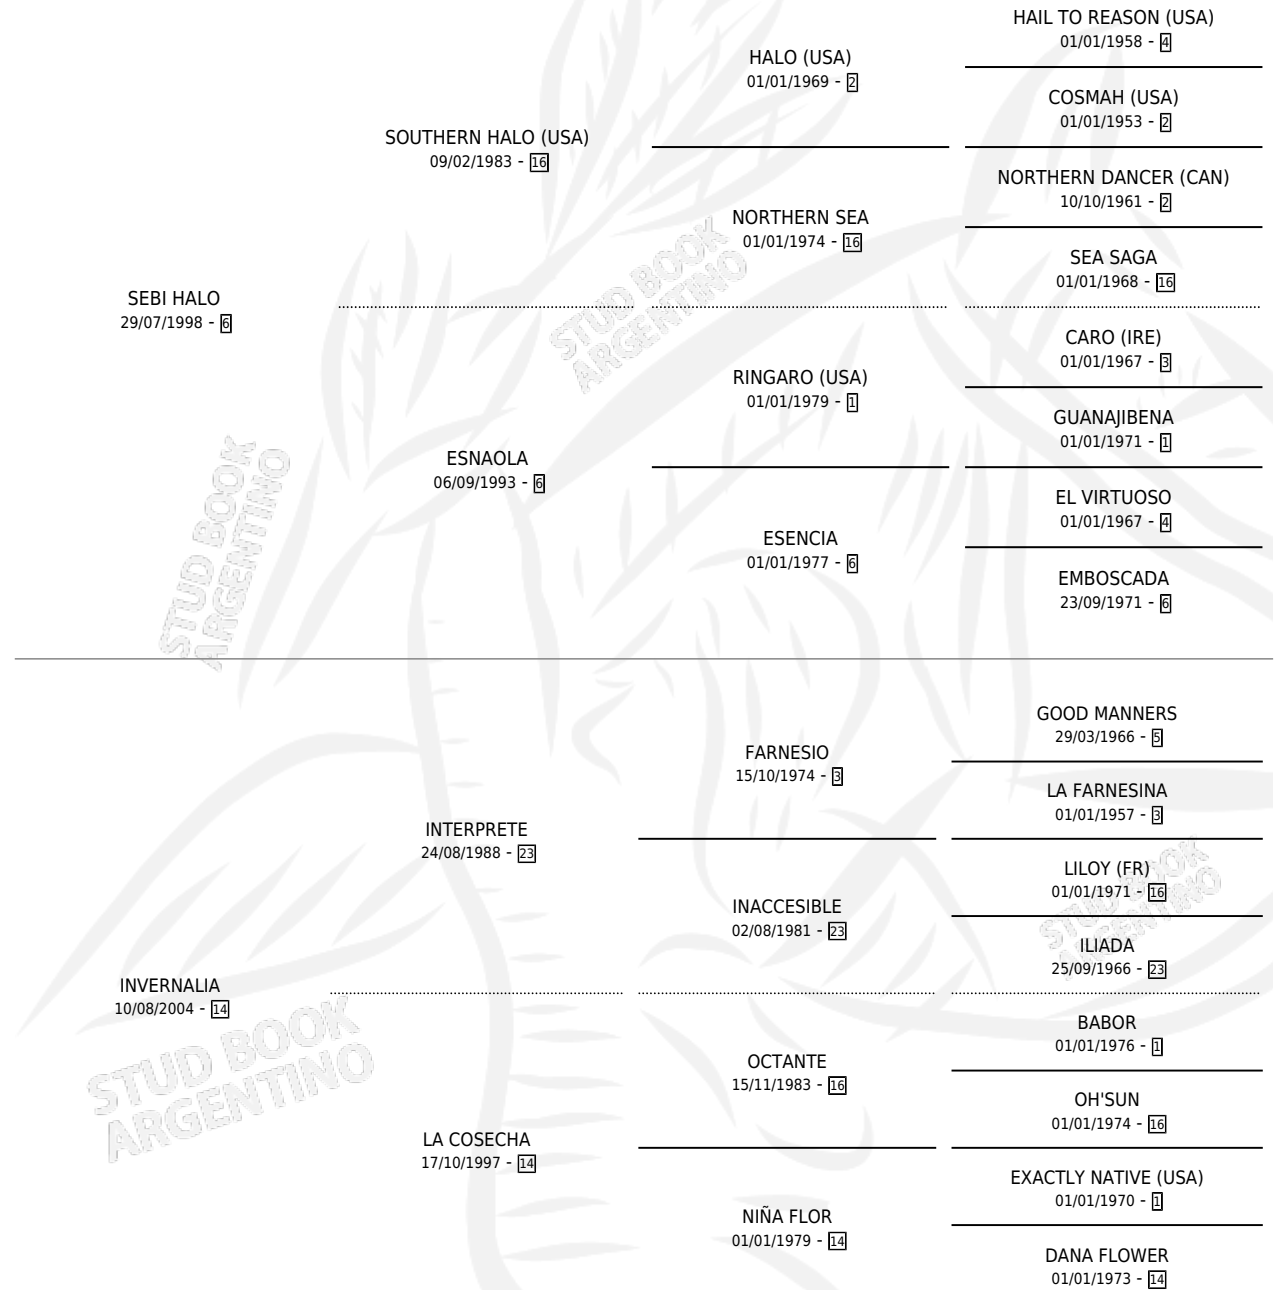 HAIL TO REASON (USA)
01/01/1958 - 4
HALO (USA)
01/01/1969 - 2
COSMAH (USA)
01/01/1953 - 2
SOUTHERN HALO (USA)
09/02/1983 - 16
NORTHERN DANCER (CAN)
10/10/1961 - 2
NORTHERN SEA
01/01/1974 - 16
SEA SAGA
01/01/1968 - 16
STUD BOOK
ARGENTINO
SEBI HALO
29/07/1998 - 6
CARO (IRE)
01/01/1967 - 3
RINGARO (USA)
01/01/1979 - 1
GUANAJIBENA
01/01/1971 - 1
ESNAOLA
06/09/1993 - 6
EL VIRTUOSO
01/01/1967 - 4
ESENCIA
01/01/1977 - 6
EMBOSCADA
23/09/1971 - 6
STUD BOOK
ARGENTINO
GOOD MANNERS
29/03/1966 - 5
FARNESIO
15/10/1974 - 3
LA FARNESINA
01/01/1957 - 3
INTERPRETE
24/08/1988 - 23
LILOY (FR)
01/01/1971 - 16
INACCESIBLE
02/08/1981 - 23
ILIADA
25/09/1966 - 23
STUD BOOK
ARGENTINO
INVERNALIA
10/08/2004 - 14
BABOR
01/01/1976 - 1
OCTANTE
15/11/1983 - 16
OH'SUN
01/01/1974 - 16
STUD BOOK
ARGENTINO
LA COSECHA
17/10/1997 - 14
EXACTLY NATIVE (USA)
01/01/1970 - 1
NIÑA FLOR
01/01/1979 - 14
DANA FLOWER
01/01/1973 - 14